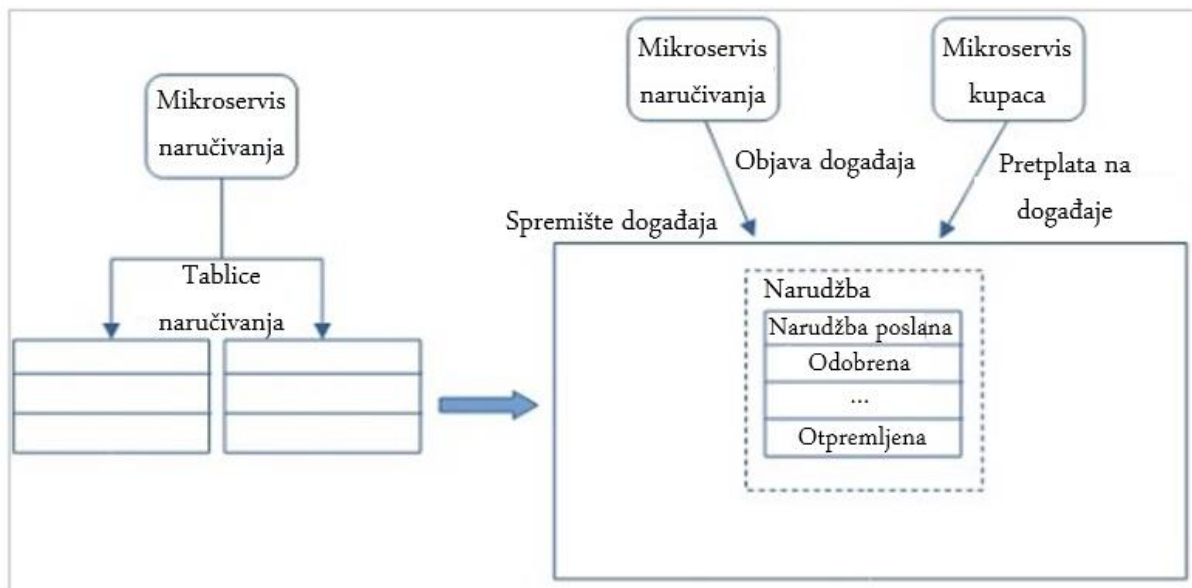 Mikroservis
naručivanja
Tablice
naručivanja
Mikroservis
naručivanja
Mikroservis
kupaca
Objava događaja
Pretplata na
događaje
Spremište događaja
Narudžba
Narudžba poslana
Odobrena
...
Otpremljena